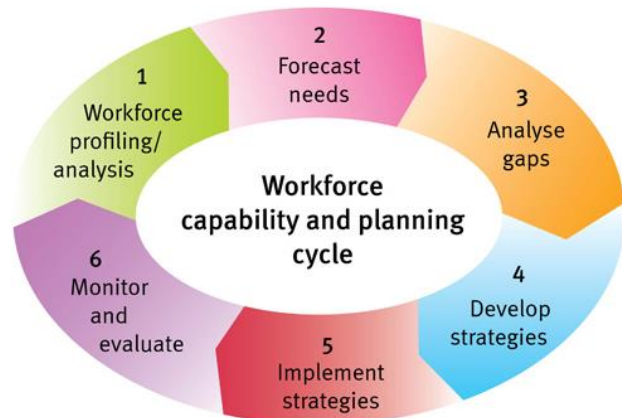 1
Workforce
profiling/
analysis
2
Forecast
needs
3
Analyse
gaps
4
Develop
strategies
5
Implement
strategies
6
Monitor
and
evaluate
Workforce
capability and planning
cycle